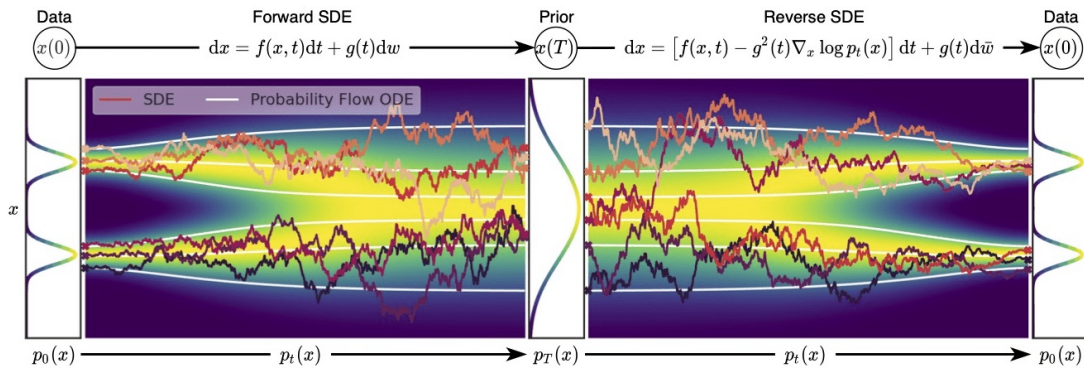 Data Forward SDE Prior Reverse SDE Data
x(0) dx = f(x, t)dt + g(t)dw x(T) dx = [f(x, t) − g²(t)∇ₓ log pₜ(x)] dt + g(t)dw̄ x(0)
SDE Probability Flow ODE
x
p₀(x) pₜ(x) p_T(x) pₜ(x) p₀(x)